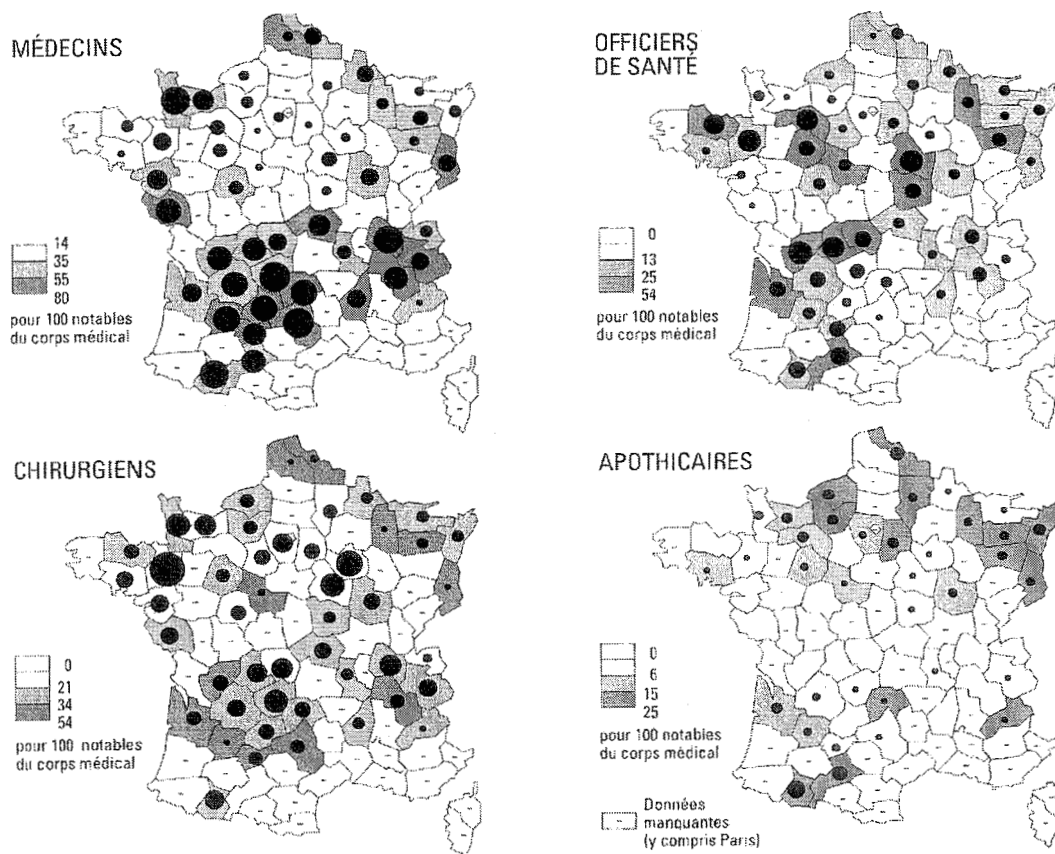 MÉDECINS
14
35
55
80
pour 100 notables
du corps médical
OFFICIERS
DE SANTÉ
0
13
25
54
pour 100 notables
du corps médical
CHIRURGIENS
0
21
34
54
pour 100 notables
du corps médical
APOTHICAIRES
0
6
15
25
pour 100 notables
du corps médical
Données
manquantes
(y compris Paris)